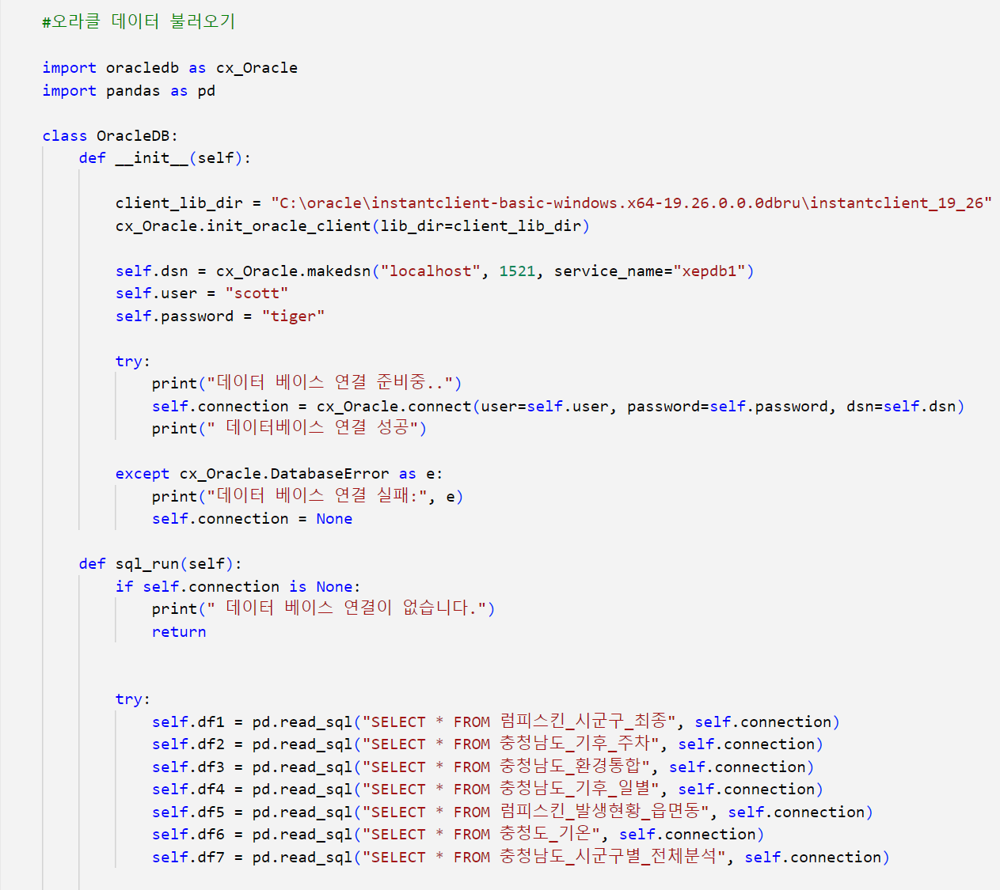 #오라클 데이터 불러오기
import oracledb as cx_Oracle
import pandas as pd
class OracleDB:
def __init__(self):
client_lib_dir = "C:\oracle\instantclient-basic-windows.x64-19.26.0.0.0dbru\instantclient_19_26"
cx_Oracle.init_oracle_client(lib_dir=client_lib_dir)
self.dsn = cx_Oracle.makedsn("localhost", 1521, service_name="xepdb1")
self.user = "scott"
self.password = "tiger"
try:
print("데이터 베이스 연결 준비중..")
self.connection = cx_Oracle.connect(user=self.user, password=self.password, dsn=self.dsn)
print(" 데이터베이스 연결 성공")
except cx_Oracle.DatabaseError as e:
print("데이터 베이스 연결 실패:", e)
self.connection = None
def sql_run(self):
if self.connection is None:
print(" 데이터 베이스 연결이 없습니다.")
return
try:
self.df1 = pd.read_sql("SELECT * FROM 럼피스킨_시군구_최종", self.connection)
self.df2 = pd.read_sql("SELECT * FROM 충청남도_기후_주차", self.connection)
self.df3 = pd.read_sql("SELECT * FROM 충청남도_환경통합", self.connection)
self.df4 = pd.read_sql("SELECT * FROM 충청남도_기후_일별", self.connection)
self.df5 = pd.read_sql("SELECT * FROM 럼피스킨_발생현황_읍면동", self.connection)
self.df6 = pd.read_sql("SELECT * FROM 충청도_기온", self.connection)
self.df7 = pd.read_sql("SELECT * FROM 충청남도_시군구별_전체분석", self.connection)